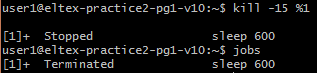 user1@eltex-practice2-pg1-v10:~$ kill -15 %1
[1]+  Stopped                 sleep 600
user1@eltex-practice2-pg1-v10:~$ jobs
[1]+  Terminated              sleep 600